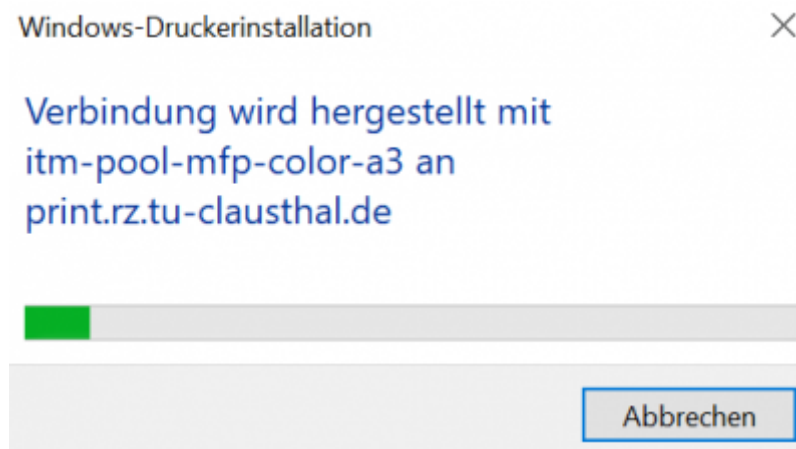 Windows-Druckerinstallation
Verbindung wird hergestellt mit
itm-pool-mfp-color-a3 an
print.rz.tu-clausthal.de
Abbrechen